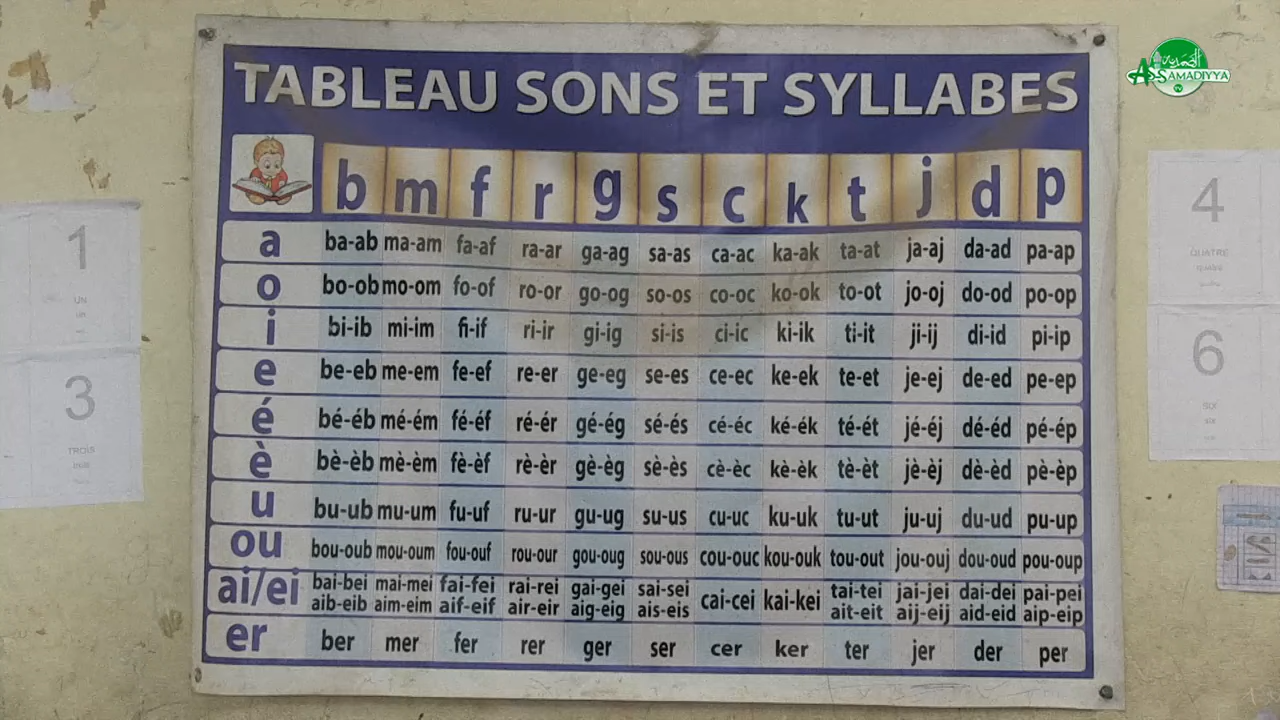 TABLEAU SONS ET SYLLABES
b m f r g s c k t j d p
a ba-ab ma-am fa-af ra-ar ga-ag sa-as ca-ac ka-ak ta-at ja-aj da-ad pa-ap
o bo-ob mo-om fo-of ro-or go-og so-os co-oc ko-ok to-ot jo-oj do-od po-op
i bi-ib mi-im fi-if ri-ir gi-ig si-is ci-ic ki-ik ti-it ji-ij di-id pi-ip
e be-eb me-em fe-ef re-er ge-eg se-es ce-ec ke-ek te-et je-ej de-ed pe-ep
é bé-éb mé-ém fé-éf ré-ér gé-ég sé-és cé-éc ké-ék té-ét jé-éj dé-éd pé-ép
è bè-èb mè-èm fè-èf rè-èr gè-èg sè-ès cè-èc kè-èk tè-èt jè-èj dè-èd pè-èp
u bu-ub mu-um fu-uf ru-ur gu-ug su-us cu-uc ku-uk tu-ut ju-uj du-ud pu-up
ou bou-oub mou-oum fou-ouf rou-our gou-oug sou-ous cou-ouc kou-ouk tou-out jou-ouj dou-oud pou-oup
ai/ei bai-bei mai-mei fai-fei rai-rei gai-gei sai-sei cai-cei kai-kei tai-tei jai-jei dai-dei pai-pei
aib-eib aim-eim aif-eif air-eir aig-eig ais-eis ait-eit aij-eij aid-eid aip-eip
er ber mer fer rer ger ser cer ker ter jer der per
1
UN
3
TROIS
4
QUATRE
6
ASSAMADIYYA
TV